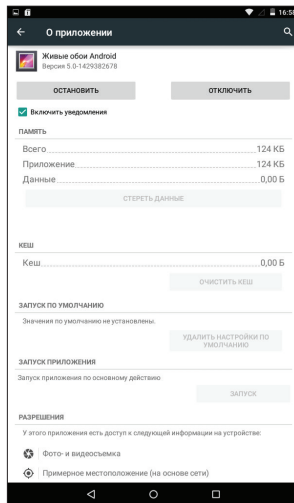 16:58
О приложении
Живые обои Android
Версия 5.0-1429382678
ОСТАНОВИТЬ
ОТКЛЮЧИТЬ
Включить уведомления
ПАМЯТЬ
Всего 124 КБ
Приложение 124 КБ
Данные 0,00 Б
СТЕРЕТЬ ДАННЫЕ
КЕШ
Кеш 0,00 Б
ОЧИСТИТЬ КЕШ
ЗАПУСК ПО УМОЛЧАНИЮ
Значения по умолчанию не установлены.
УДАЛИТЬ НАСТРОЙКИ ПО
УМОЛЧАНИЮ
ЗАПУСК ПРИЛОЖЕНИЯ
Запуск приложения по основному действию
ЗАПУСК
РАЗРЕШЕНИЯ
У этого приложения есть доступ к следующей информации на устройстве:
Фото- и видеосъемка
Примерное местоположение (на основе сети)